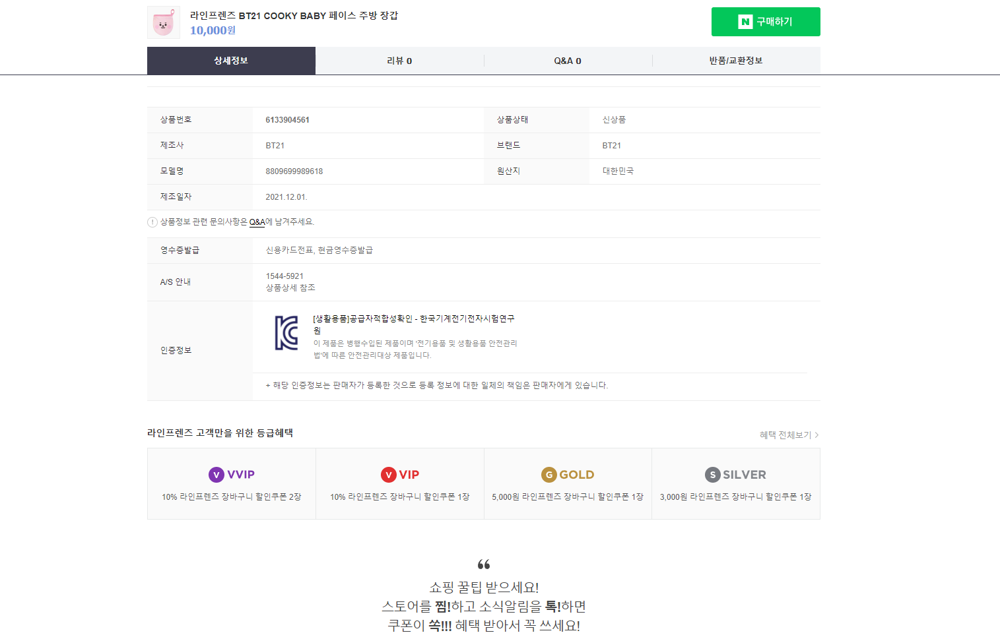 라인프렌즈 BT21 COOKY BABY 페이스 주방 장갑
10,000원
N 구매하기
상세정보
리뷰 0
Q&A 0
반품/교환정보
상품번호
6133904561
상품상태
신상품
제조사
BT21
브랜드
BT21
모델명
8809699989618
원산지
대한민국
제조일자
2021.12.01.
! 상품정보 관련 문의사항은 Q&A에 남겨주세요.
영수증발급
신용카드전표, 현금영수증발급
A/S 안내
1544-5921
상품상세 참조
인증정보
[생활용품]공급자적합성확인 - 한국기계전기전자시험연구
원
이 제품은 병행수입된 제품이며 '전기용품 및 생활용품 안전관리
법'에 따른 안전관리대상 제품입니다.
+ 해당 인증정보는 판매자가 등록한 것으로 등록 정보에 대한 일체의 책임은 판매자에게 있습니다.
라인프렌즈 고객만을 위한 등급혜택
혜택 전체보기 >
V VVIP
10% 라인프렌즈 장바구니 할인쿠폰 2장
V VIP
10% 라인프렌즈 장바구니 할인쿠폰 1장
G GOLD
5,000원 라인프렌즈 장바구니 할인쿠폰 1장
S SILVER
3,000원 라인프렌즈 장바구니 할인쿠폰 1장
“
쇼핑 꿀팁 받으세요!
스토어를 찜!하고 소식알림을 톡!하면
쿠폰이 쏙!!! 혜택 받아서 꼭 쓰세요!